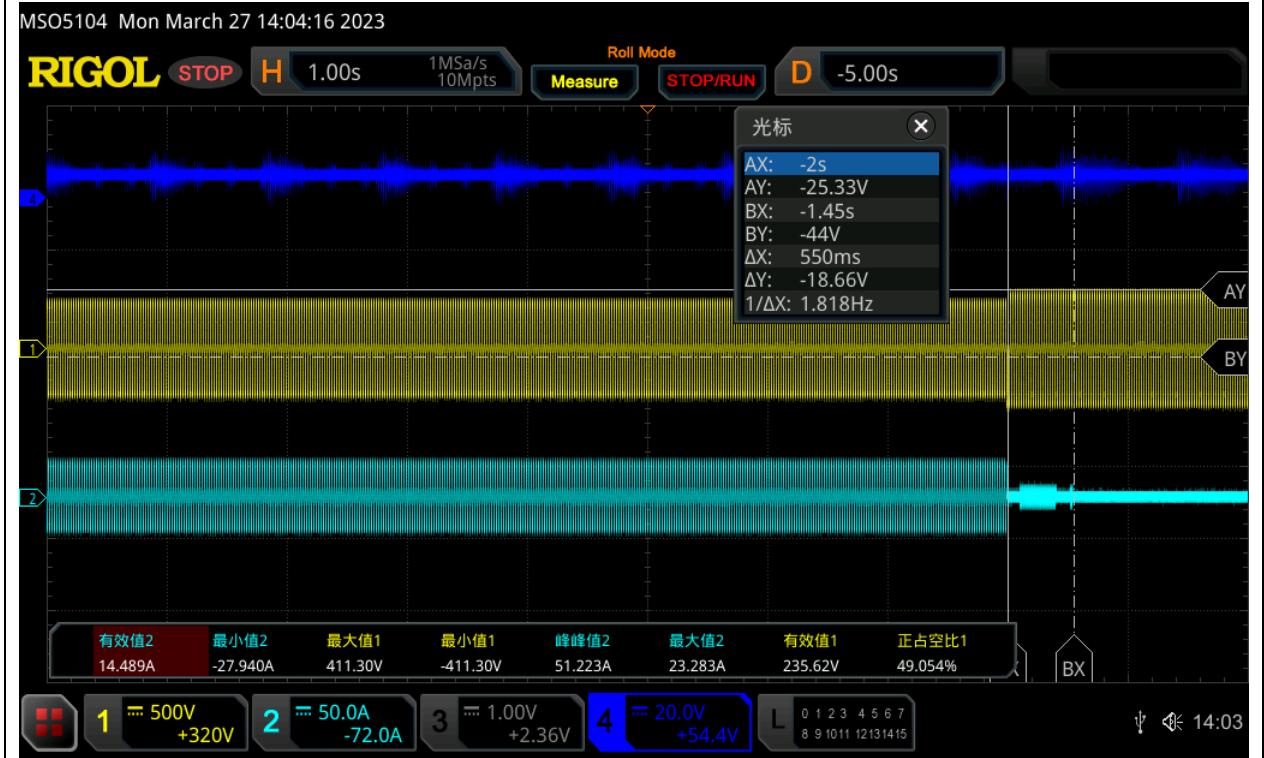 MSO5104 Mon March 27 14:04:16 2023
RIGOL STOP H 1.00s 1MSa/s 10Mpts Roll Mode Measure STOP/RUN D -5.00s
光标
AX: -2s
AY: -25.33V
BX: -1.45s
BY: -44V
ΔX: 550ms
ΔY: -18.66V
1/ΔX: 1.818Hz
4
AY
1
BY
2
有效值2 最小值2 最大值1 最小值1 峰峰值2 最大值2 有效值1 正占空比1
14.489A -27.940A 411.30V -411.30V 51.223A 23.283A 235.62V 49.054%
BX
1 500V +320V 2 50.0A -72.0A 3 1.00V +2.36V 4 20.0V +54.4V L 0 1 2 3 4 5 6 7 8 9 10 11 12 13 14 15 14:03